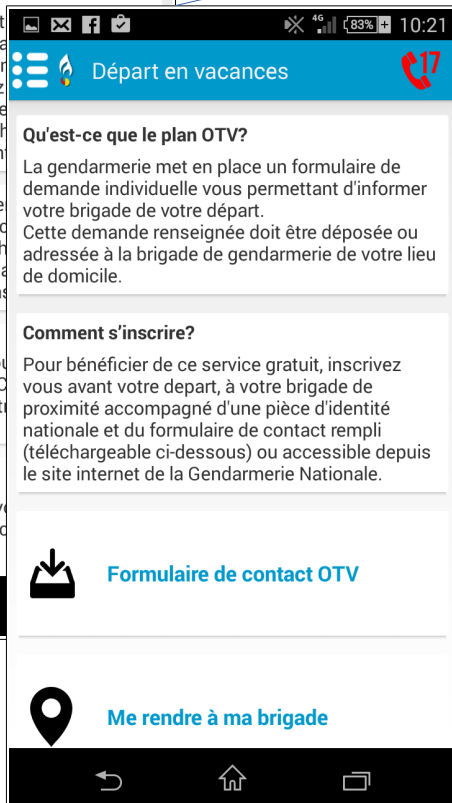 4G 83% 10:21
Départ en vacances 17
Qu'est-ce que le plan OTV?
La gendarmerie met en place un formulaire de
demande individuelle vous permettant d'informer
votre brigade de votre départ.
Cette demande renseignée doit être déposée ou
adressée à la brigade de gendarmerie de votre lieu
de domicile.
Comment s'inscrire?
Pour bénéficier de ce service gratuit, inscrivez
vous avant votre depart, à votre brigade de
proximité accompagné d'une pièce d'identité
nationale et du formulaire de contact rempli
(téléchargeable ci-dessous) ou accessible depuis
le site internet de la Gendarmerie Nationale.
Formulaire de contact OTV
Me rendre à ma brigade